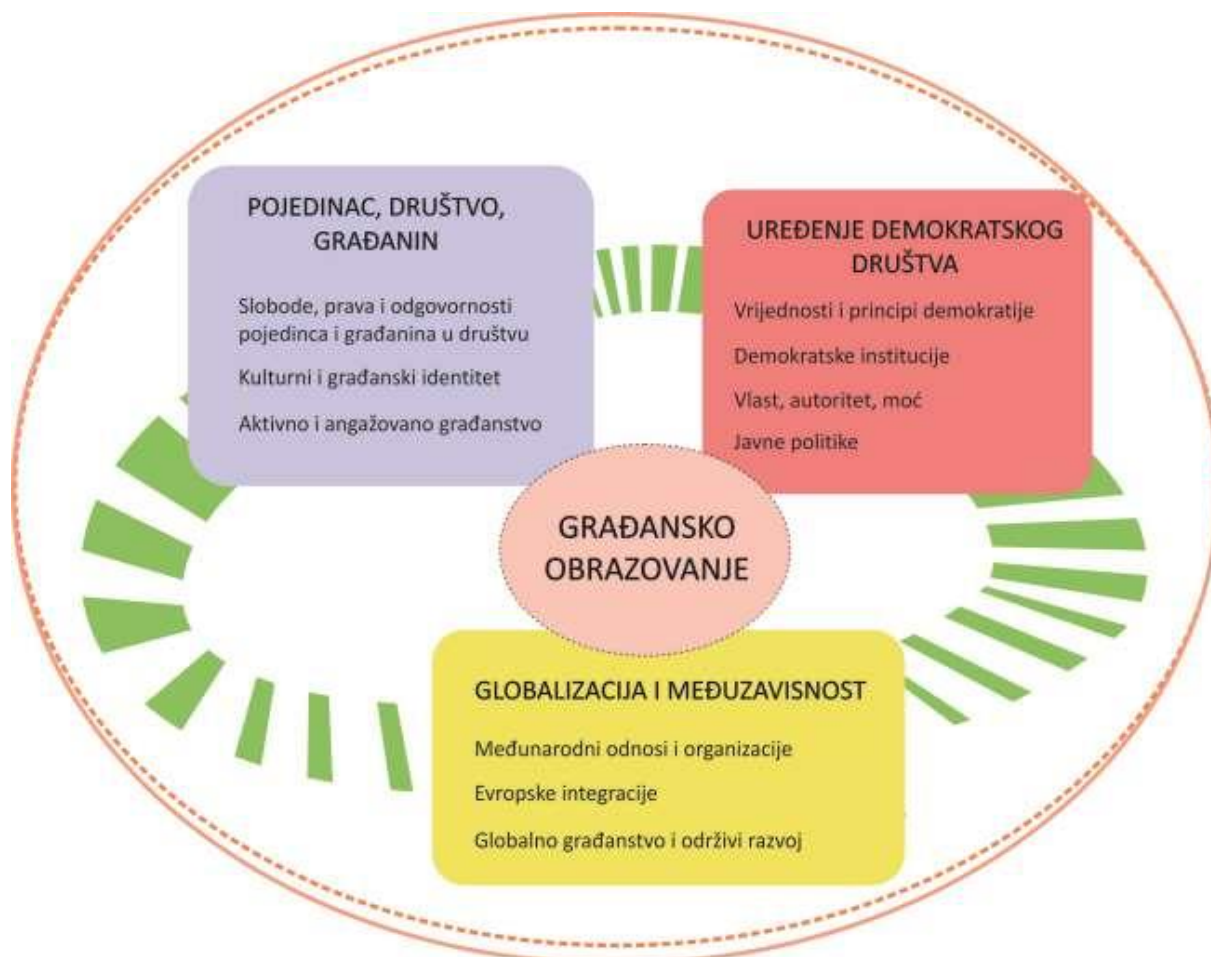 POJEDINAC, DRUŠTVO,
GRAĐANIN
Slobode, prava i odgovornosti
pojedinca i građanina u društvu
Kulturni i građanski identitet
Aktivno i angažovano građanstvo
UREĐENJE DEMOKRATSKOG
DRUŠTVA
Vrijednosti i principi demokratije
Demokratske institucije
Vlast, autoritet, moć
Javne politike
GRAĐANSKO
OBRAZOVANJE
GLOBALIZACIJA I MEĐUZAVISNOST
Međunarodni odnosi i organizacije
Evropske integracije
Globalno građanstvo i održivi razvoj